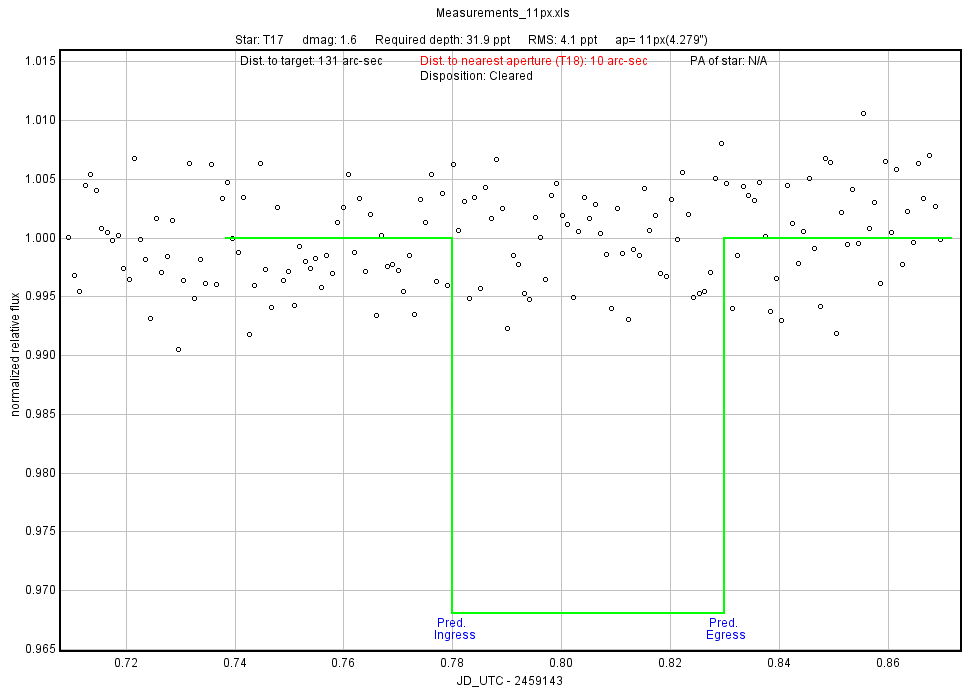 Measurements_11px.xls
Star: T17 dmag: 1.6 Required depth: 31.9 ppt RMS: 4.1 ppt ap= 11px(4.279")
Dist. to target: 131 arc-sec Dist. to nearest aperture (T18): 10 arc-sec PA of star: N/A
Disposition: Cleared
1.015
1.010
1.005
1.000
0.995
0.990
0.985
0.980
0.975
0.970
0.965
normalized relative flux
Pred. Pred.
Ingress Egress
0.72 0.74 0.76 0.78 0.80 0.82 0.84 0.86
JD_UTC - 2459143